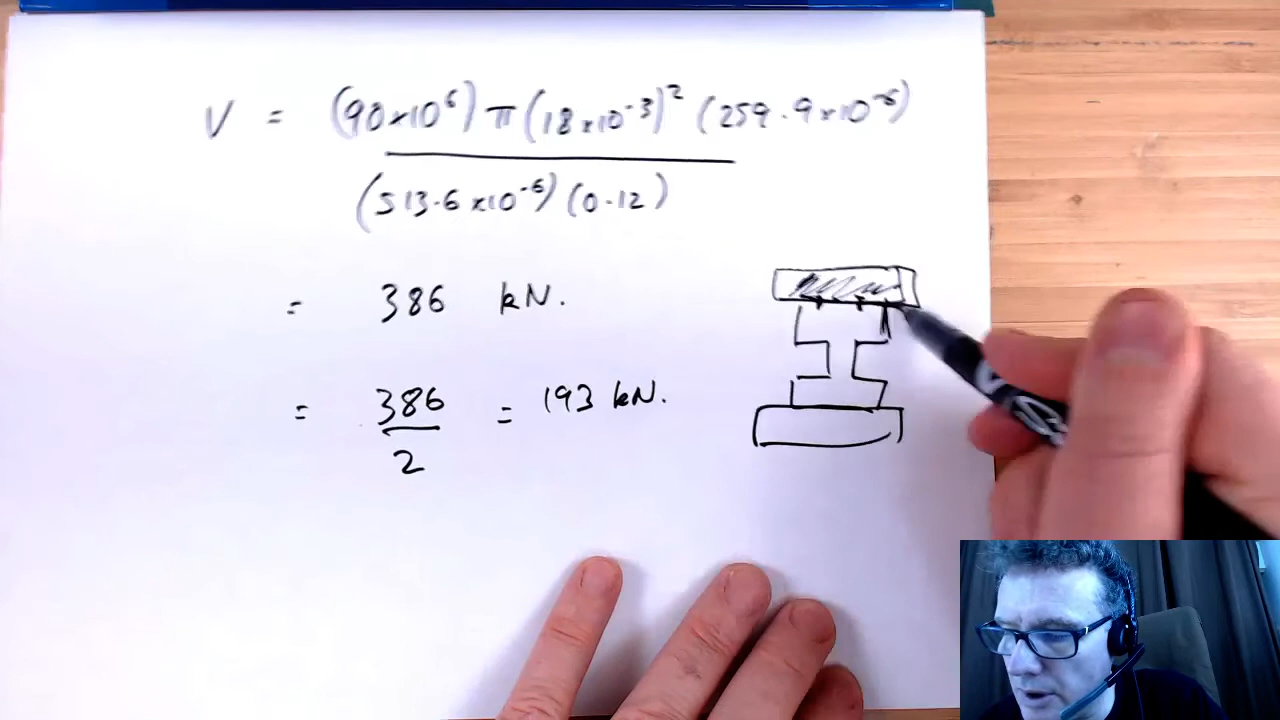 V = (90×10⁶) π (18×10⁻³)² (259.9×10⁻⁶)
(513.6×10⁻⁶) (0.12)
= 386 kN.
= 386 = 193 kN.
2